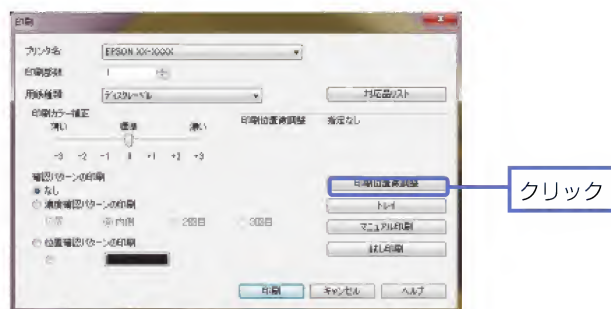 印刷
プリンタ名 EPSON XX-XXXX
印刷部数 1
用紙種類 ディスクレーベル 対応品リスト
印刷カラー補正 印刷位置微調整 指定なし
薄い 標準 濃い
-3 -2 -1 0 +1 +2 +3
確認パターンの印刷
なし 印刷位置微調整 クリック
濃度確認パターンの印刷 トレイ
内側 2回目 3回目 マニュアル印刷
位置確認パターンの印刷 試し印刷
印刷 キャンセル ヘルプ